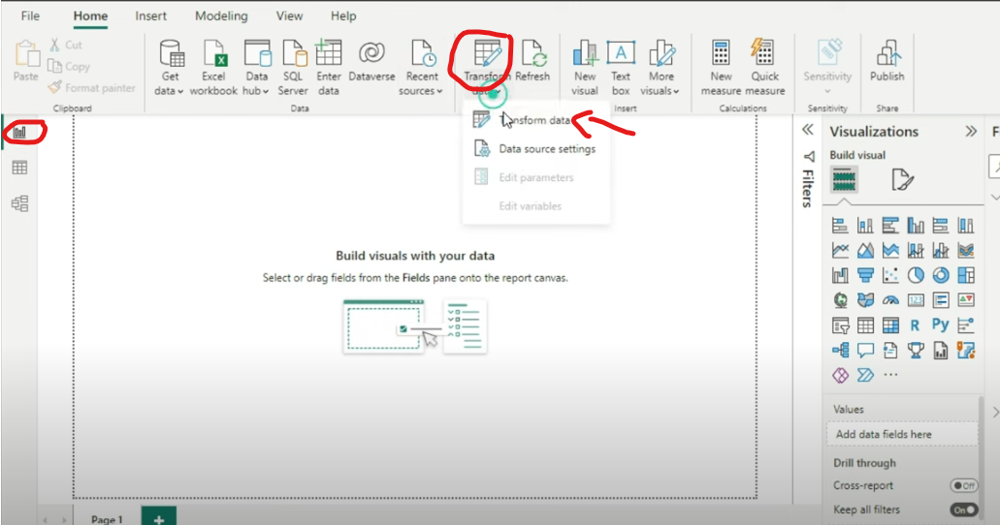 File Home Insert Modeling View Help
Paste
Cut
Copy
Format painter
Clipboard
Get data
Excel workbook
Data hub
SQL Server
Enter data
Dataverse
Recent sources
Data
Transform
Refresh
New visual
Text box
More visuals
Insert
New measure
Quick measure
Calculations
Sensitivity
Sensitivity
Publish
Share
Transform data
Data source settings
Edit parameters
Edit variables
Build visuals with your data
Select or drag fields from the Fields pane onto the report canvas.
Filters
Visualizations
Build visual
123
R Py
Values
Add data fields here
Drill through
Cross-report Off
Keep all filters On
Page 1